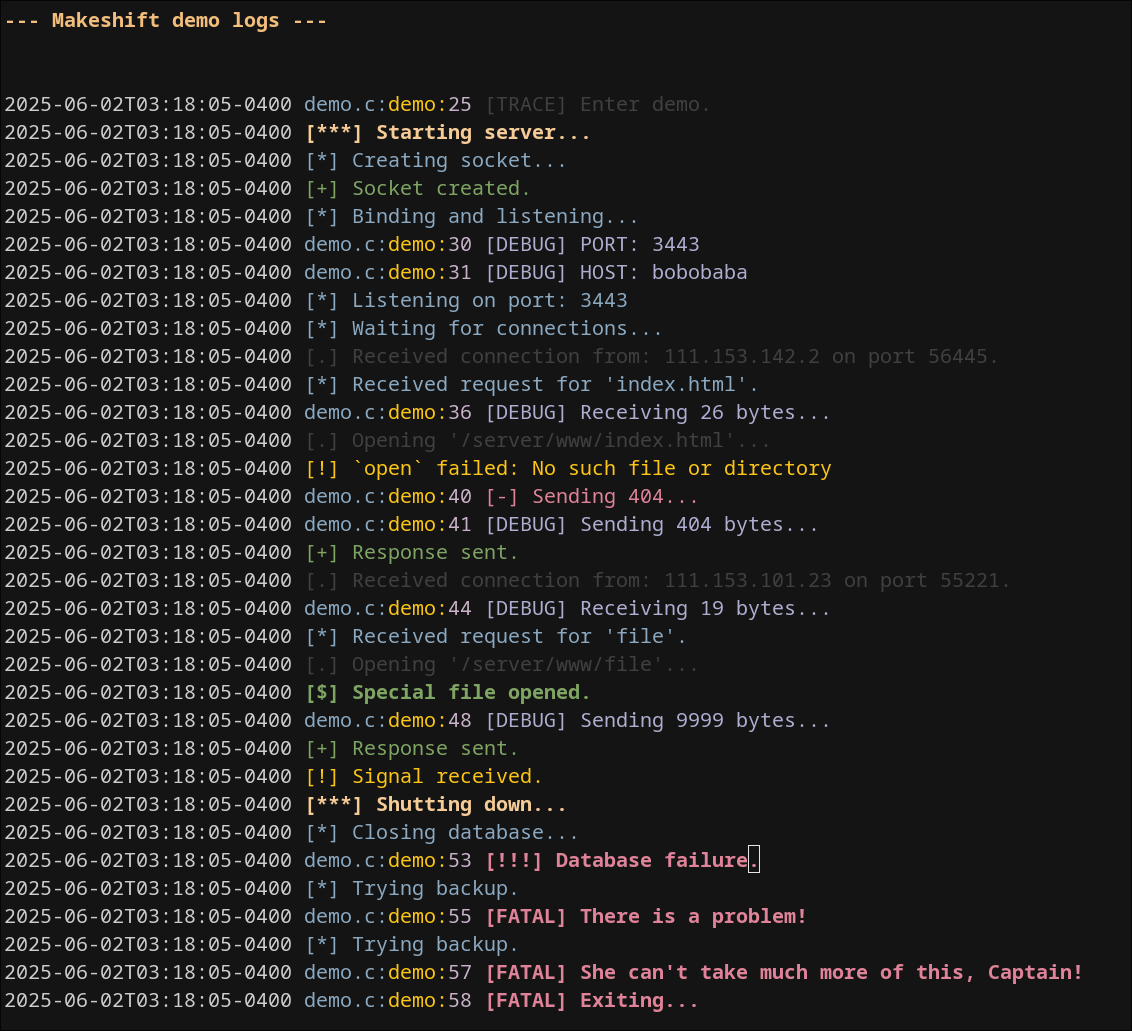 --- Makeshift demo logs ---
2025-06-02T03:18:05-0400 demo.c:demo:25 [TRACE] Enter demo.
2025-06-02T03:18:05-0400 [***] Starting server...
2025-06-02T03:18:05-0400 [*] Creating socket...
2025-06-02T03:18:05-0400 [+] Socket created.
2025-06-02T03:18:05-0400 [*] Binding and listening...
2025-06-02T03:18:05-0400 demo.c:demo:30 [DEBUG] PORT: 3443
2025-06-02T03:18:05-0400 demo.c:demo:31 [DEBUG] HOST: bobobaba
2025-06-02T03:18:05-0400 [*] Listening on port: 3443
2025-06-02T03:18:05-0400 [*] Waiting for connections...
2025-06-02T03:18:05-0400 [.] Received connection from: 111.153.142.2 on port 56445.
2025-06-02T03:18:05-0400 [*] Received request for 'index.html'.
2025-06-02T03:18:05-0400 demo.c:demo:36 [DEBUG] Receiving 26 bytes...
2025-06-02T03:18:05-0400 [.] Opening '/server/www/index.html'...
2025-06-02T03:18:05-0400 [!] `open` failed: No such file or directory
2025-06-02T03:18:05-0400 demo.c:demo:40 [-] Sending 404...
2025-06-02T03:18:05-0400 demo.c:demo:41 [DEBUG] Sending 404 bytes...
2025-06-02T03:18:05-0400 [+] Response sent.
2025-06-02T03:18:05-0400 [.] Received connection from: 111.153.101.23 on port 55221.
2025-06-02T03:18:05-0400 demo.c:demo:44 [DEBUG] Receiving 19 bytes...
2025-06-02T03:18:05-0400 [*] Received request for 'file'.
2025-06-02T03:18:05-0400 [.] Opening '/server/www/file'...
2025-06-02T03:18:05-0400 [$] Special file opened.
2025-06-02T03:18:05-0400 demo.c:demo:48 [DEBUG] Sending 9999 bytes...
2025-06-02T03:18:05-0400 [+] Response sent.
2025-06-02T03:18:05-0400 [!] Signal received.
2025-06-02T03:18:05-0400 [***] Shutting down...
2025-06-02T03:18:05-0400 [*] Closing database...
2025-06-02T03:18:05-0400 demo.c:demo:53 [!!!] Database failure.
2025-06-02T03:18:05-0400 [*] Trying backup.
2025-06-02T03:18:05-0400 demo.c:demo:55 [FATAL] There is a problem!
2025-06-02T03:18:05-0400 [*] Trying backup.
2025-06-02T03:18:05-0400 demo.c:demo:57 [FATAL] She can't take much more of this, Captain!
2025-06-02T03:18:05-0400 demo.c:demo:58 [FATAL] Exiting...